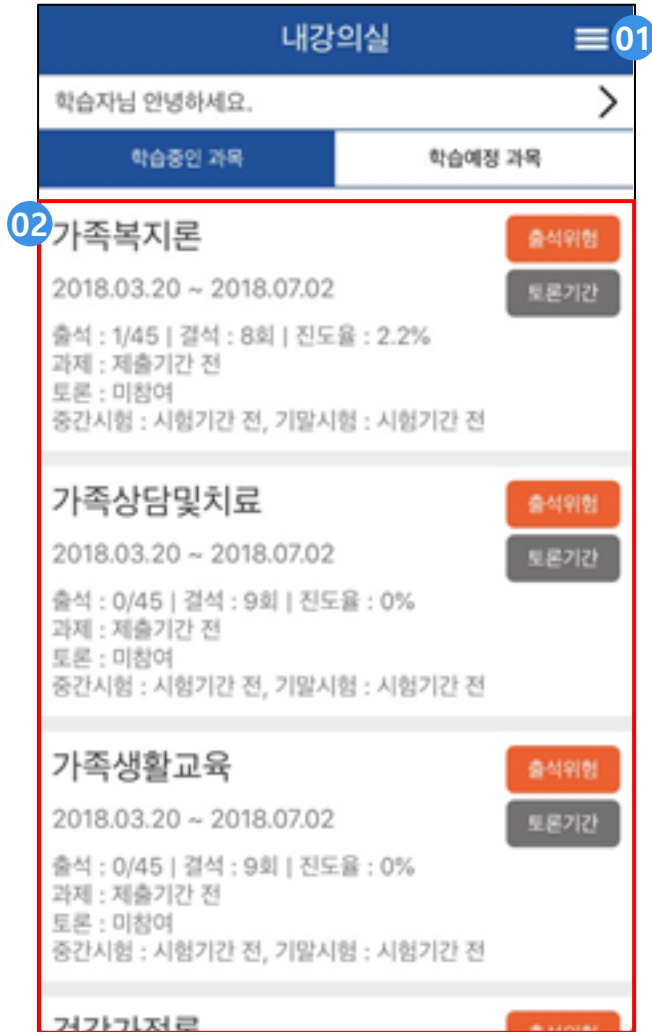 내강의실
01
학습자님 안녕하세요.
학습중인 과목
학습예정 과목
02
가족복지론
출석위험
2018.03.20 ~ 2018.07.02
토론기간
출석 : 1/45 | 결석 : 8회 | 진도율 : 2.2%
과제 : 제출기간 전
토론 : 미참여
중간시험 : 시험기간 전, 기말시험 : 시험기간 전
가족상담및치료
출석위험
2018.03.20 ~ 2018.07.02
토론기간
출석 : 0/45 | 결석 : 9회 | 진도율 : 0%
과제 : 제출기간 전
토론 : 미참여
중간시험 : 시험기간 전, 기말시험 : 시험기간 전
가족생활교육
출석위험
2018.03.20 ~ 2018.07.02
토론기간
출석 : 0/45 | 결석 : 9회 | 진도율 : 0%
과제 : 제출기간 전
토론 : 미참여
중간시험 : 시험기간 전, 기말시험 : 시험기간 전